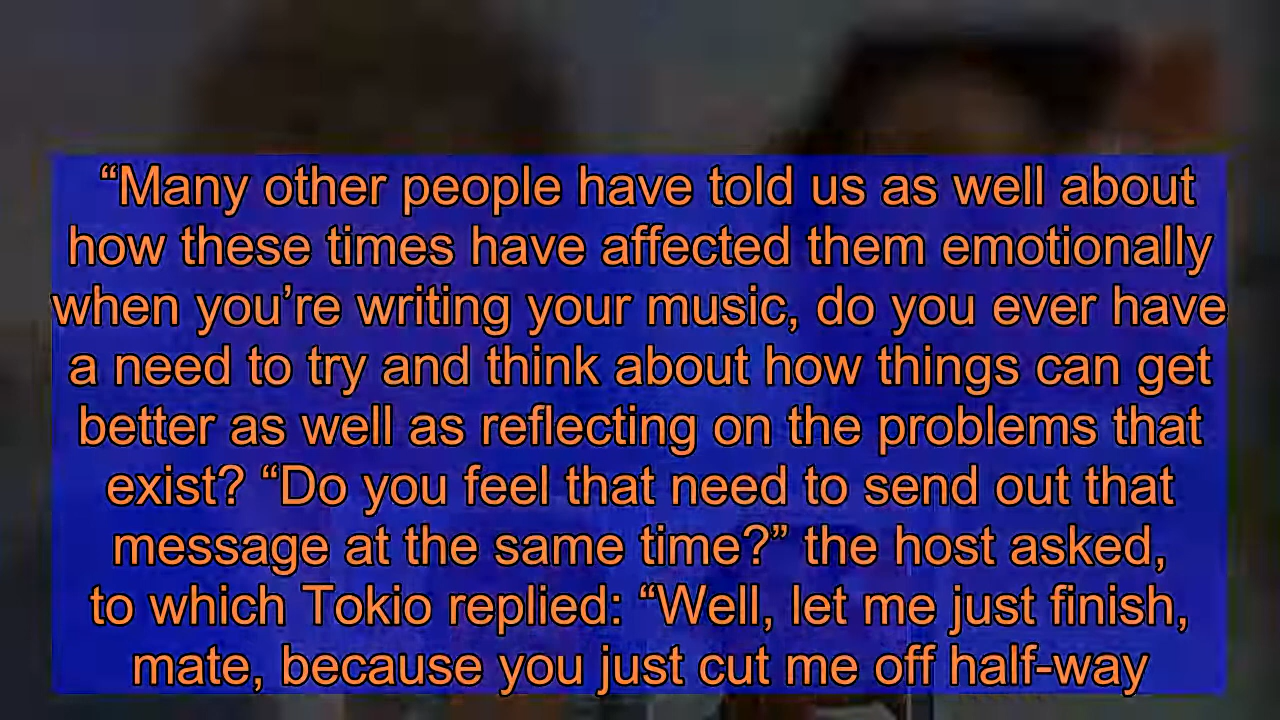 “Many other people have told us as well about
how these times have affected them emotionally
when you’re writing your music, do you ever have
a need to try and think about how things can get
better as well as reflecting on the problems that
exist? “Do you feel that need to send out that
message at the same time?” the host asked,
to which Tokio replied: “Well, let me just finish,
mate, because you just cut me off half-way